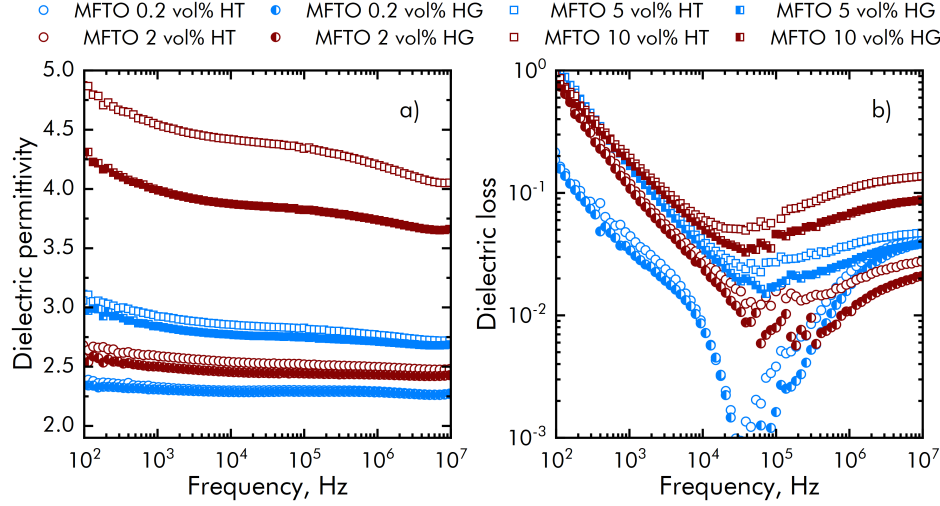 MFTO 0.2 vol% HT MFTO 0.2 vol% HG MFTO 5 vol% HT MFTO 5 vol% HG
MFTO 2 vol% HT MFTO 2 vol% HG MFTO 10 vol% HT MFTO 10 vol% HG
a)
5.0
4.5
4.0
3.5
3.0
2.5
2.0
Dielectric permittivity
10² 10³ 10⁴ 10⁵ 10⁶ 10⁷
Frequency, Hz
b)
10⁰
10⁻¹
10⁻²
10⁻³
Dielectric loss
10² 10³ 10⁴ 10⁵ 10⁶ 10⁷
Frequency, Hz